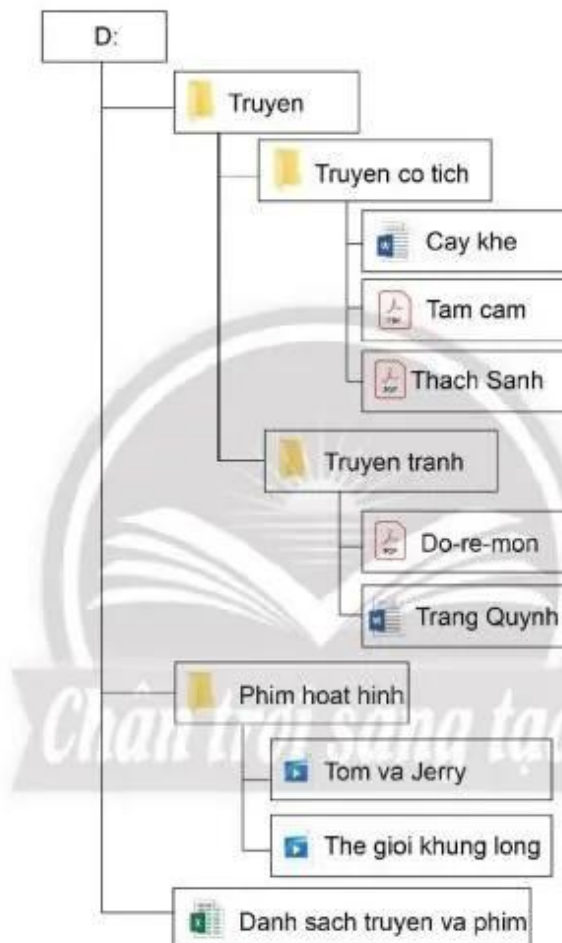 D:
Truyen
Truyen co tich
Cay khe
Tam cam
Thach Sanh
Truyen tranh
Do-re-mon
Trang Quynh
Phim hoat hinh
Chân trời sáng tạo
Tom va Jerry
The gioi khung long
Danh sach truyen va phim